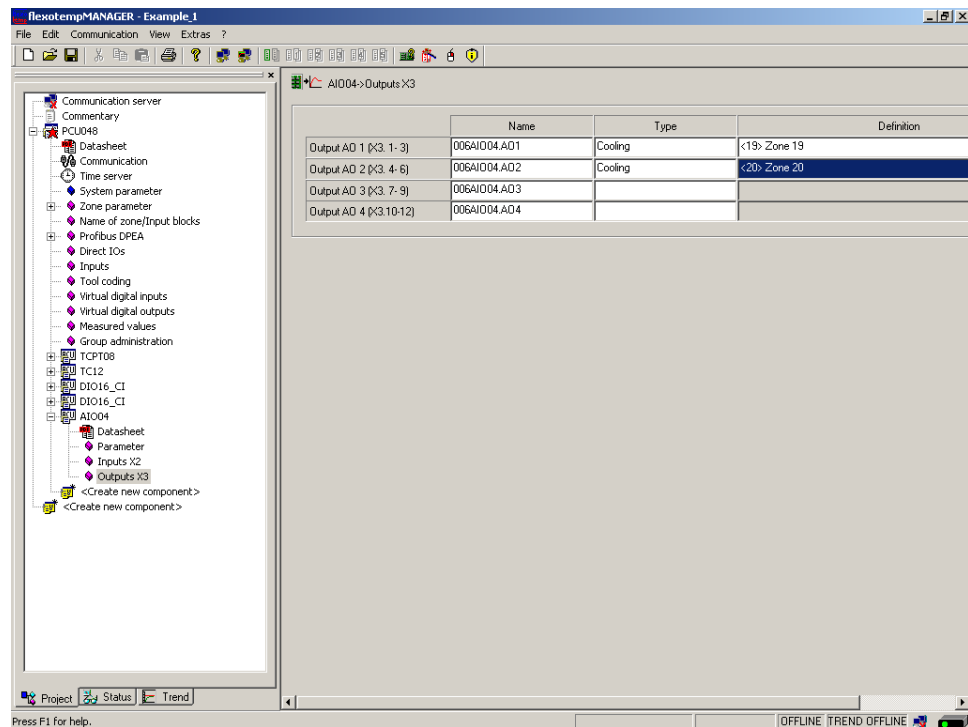 flexotempMANAGER - Example_1
File Edit Communication View Extras ?
AIO04->Outputs X3
Name Type Definition
Output AO 1 (X3. 1- 3) 006AIO04.AO1 Cooling <19> Zone 19
Output AO 2 (X3. 4- 6) 006AIO04.AO2 Cooling <20> Zone 20
Output AO 3 (X3. 7- 9) 006AIO04.AO3
Output AO 4 (X3.10-12) 006AIO04.AO4
Communication server
Commentary
PCU048
Datasheet
Communication
Time server
System parameter
Zone parameter
Name of zone/Input blocks
Profibus DPEA
Direct IOs
Inputs
Tool coding
Virtual digital inputs
Virtual digital outputs
Measured values
Group administration
TCPT08
TC12
DIO16_CI
DIO16_CI
AIO04
Datasheet
Parameter
Inputs X2
Outputs X3
<Create new component>
<Create new component>
Project Status Trend
Press F1 for help.
OFFLINE TREND OFFLINE